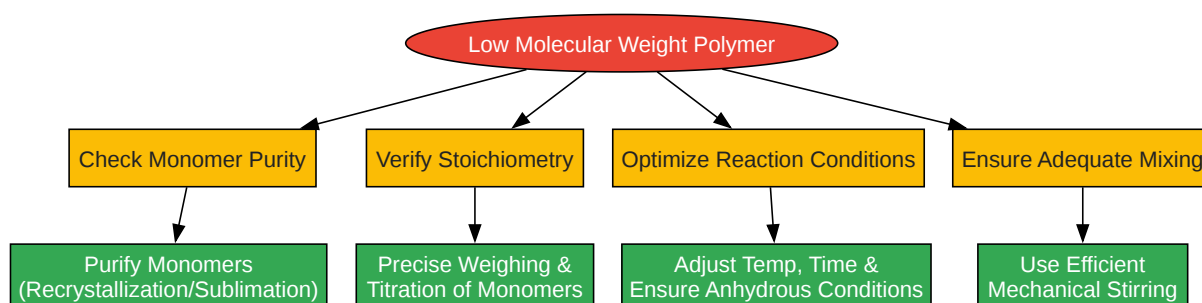 Low Molecular Weight Polymer
Check Monomer Purity
Verify Stoichiometry
Optimize Reaction Conditions
Ensure Adequate Mixing
Purify Monomers
(Recrystallization/Sublimation)
Precise Weighing &
Titration of Monomers
Adjust Temp, Time &
Ensure Anhydrous Conditions
Use Efficient
Mechanical Stirring